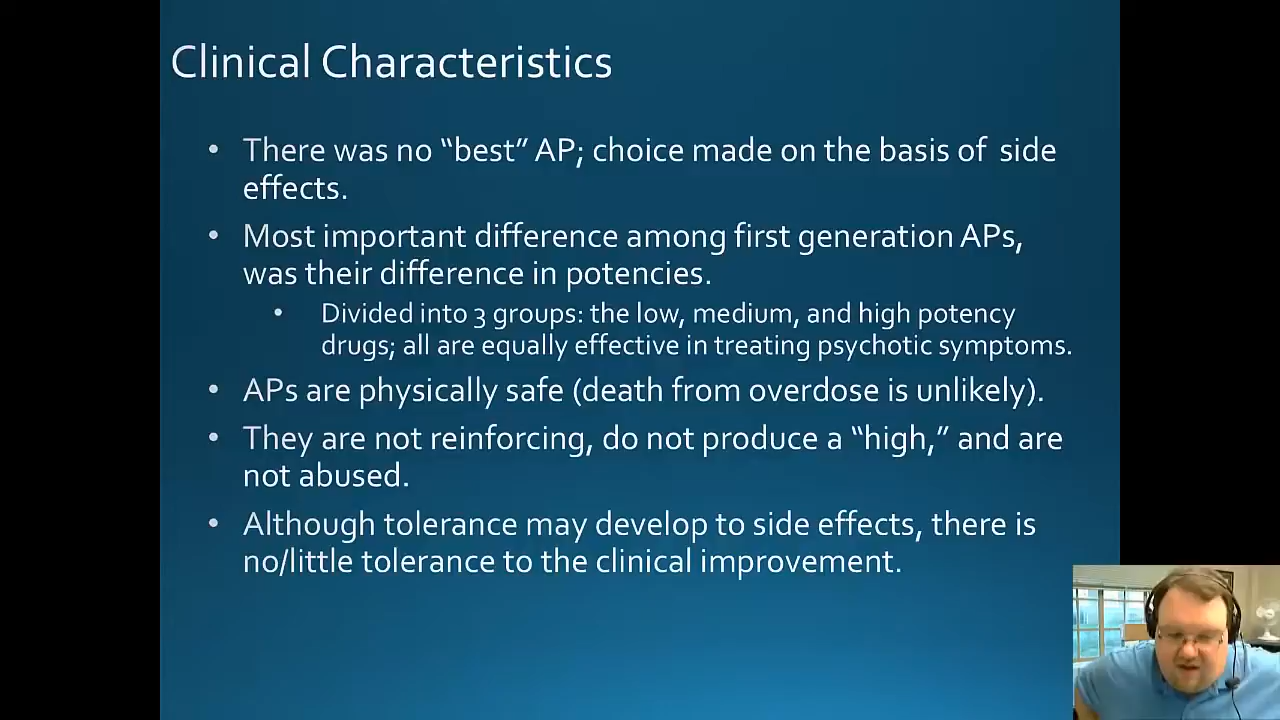 Clinical Characteristics
• There was no “best” AP; choice made on the basis of side
effects.
• Most important difference among first generation APs,
was their difference in potencies.
• Divided into 3 groups: the low, medium, and high potency
drugs; all are equally effective in treating psychotic symptoms.
• APs are physically safe (death from overdose is unlikely).
• They are not reinforcing, do not produce a “high,” and are
not abused.
• Although tolerance may develop to side effects, there is
no/little tolerance to the clinical improvement.